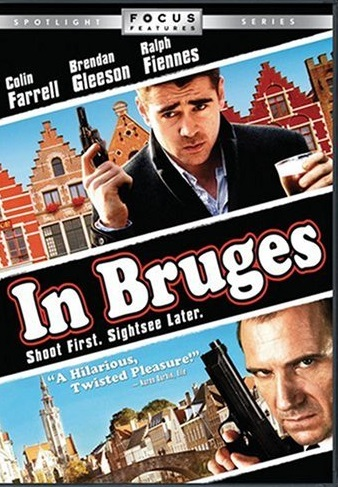 SPOTLIGHT FOCUS FEATURES SERIES
Colin Farrell
Brendan Gleeson
Ralph Fiennes
In Bruges
Shoot First. Sightsee Later.
"A Hilarious,
Twisted Pleasure."